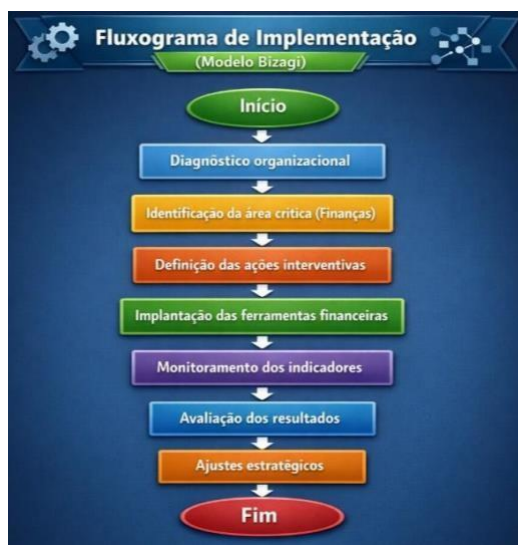 Fluxograma de Implementação
(Modelo Bizagi)
Início
Diagnóstico organizacional
Identificação da área critica (Finanças)
Definição das ações interventivas
Implantação das ferramentas financeiras
Monitoramento dos indicadores
Avaliação dos resultados
Ajustes estratégicos
Fim